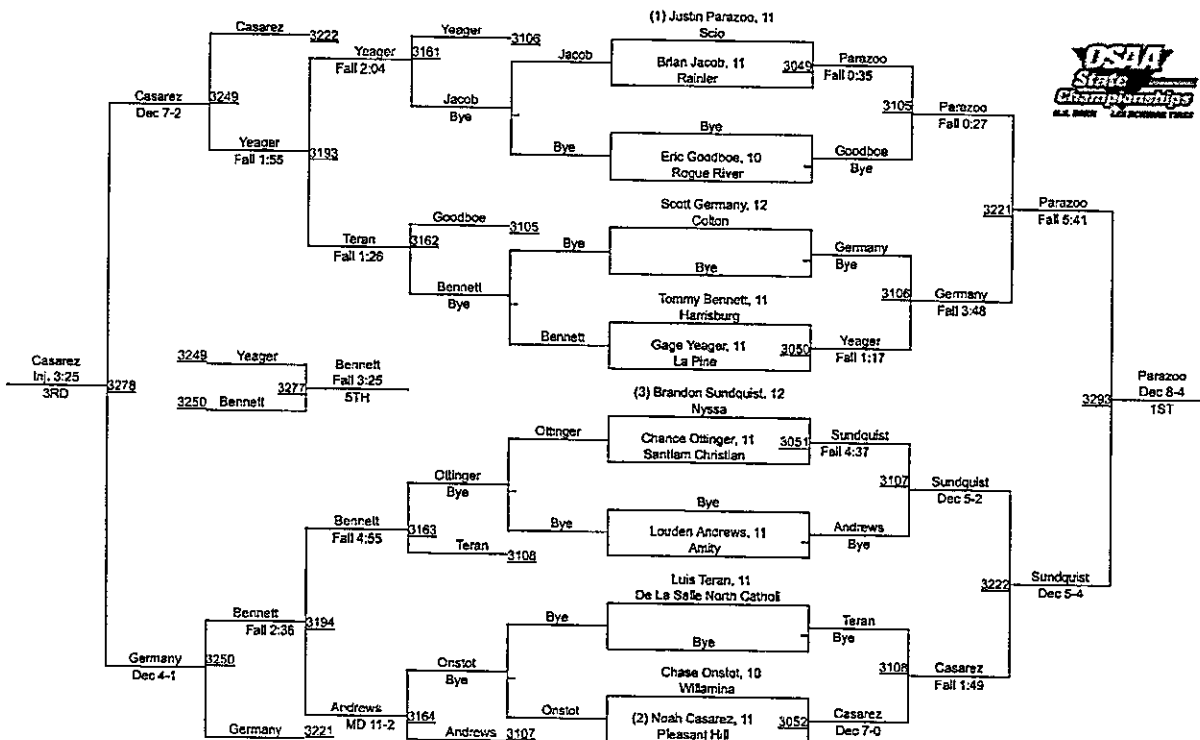 (1) Justin Parazoo, 11
Scio
Brian Jacob, 11
Rainier
3049
Parazoo
Fall 0:35
Bye
Eric Goodboe, 10
Rogue River
Goodboe
Bye
3105
Parazoo
Fall 0:27
Scott Germany, 12
Colton
Bye
Germany
Bye
Tommy Bennett, 11
Harrisburg
Gage Yeager, 11
La Pine
3050
Yeager
Fall 1:17
3106
Germany
Fall 3:48
3221
Parazoo
Fall 5:41
(3) Brandon Sundquist, 12
Nyssa
Chance Ottinger, 11
Santiam Christian
3051
Sundquist
Fall 4:37
Bye
Louden Andrews, 11
Amity
Andrews
Bye
3107
Sundquist
Dec 5-2
Luis Teran, 11
De La Salle North Catholi
Bye
Teran
Bye
Chase Onstot, 10
Willamina
(2) Noah Casarez, 11
Pleasant Hill
3052
Casarez
Dec 7-0
3108
Casarez
Fall 1:49
3222
Sundquist
Dec 5-4
3293
Parazoo
Dec 8-4
1ST
OSAA
State
Championships
Jacob
Bye
Jacob
Bye
Yeager
3106
3161
Yeager
Fall 2:04
Bye
Bennett
Bennett
Bye
Goodboe
3105
3162
Teran
Fall 1:26
3193
Yeager
Fall 1:55
Casarez
3222
3249
Casarez
Dec 7-2
Ottinger
Bye
Ottinger
Bye
Teran
3108
3163
Bennett
Fall 4:55
Bye
Onstot
Onstot
Bye
Andrews
3107
3164
Andrews
MD 11-2
3194
Bennett
Fall 2:36
Germany
3221
3250
Germany
Dec 4-1
3278
Casarez
Inj. 3:25
3RD
3249
Yeager
3250
Bennett
3277
Bennett
Fall 3:25
5TH